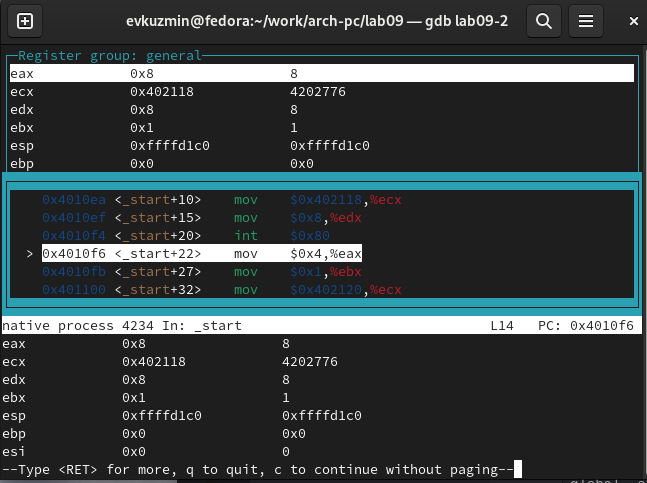 evkuzmin@fedora:~/work/arch-pc/lab09 — gdb lab09-2
Register group: general
eax 0x8 8
ecx 0x402118 4202776
edx 0x8 8
ebx 0x1 1
esp 0xffffd1c0 0xffffd1c0
ebp 0x0 0x0
0x4010ea <_start+10> mov $0x402118,%ecx
0x4010ef <_start+15> mov $0x8,%edx
0x4010f4 <_start+20> int $0x80
> 0x4010f6 <_start+22> mov $0x4,%eax
0x4010fb <_start+27> mov $0x1,%ebx
0x401100 <_start+32> mov $0x402120,%ecx
native process 4234 In: _start L14 PC: 0x4010f6
eax 0x8 8
ecx 0x402118 4202776
edx 0x8 8
ebx 0x1 1
esp 0xffffd1c0 0xffffd1c0
ebp 0x0 0x0
esi 0x0 0
--Type <RET> for more, q to quit, c to continue without paging--